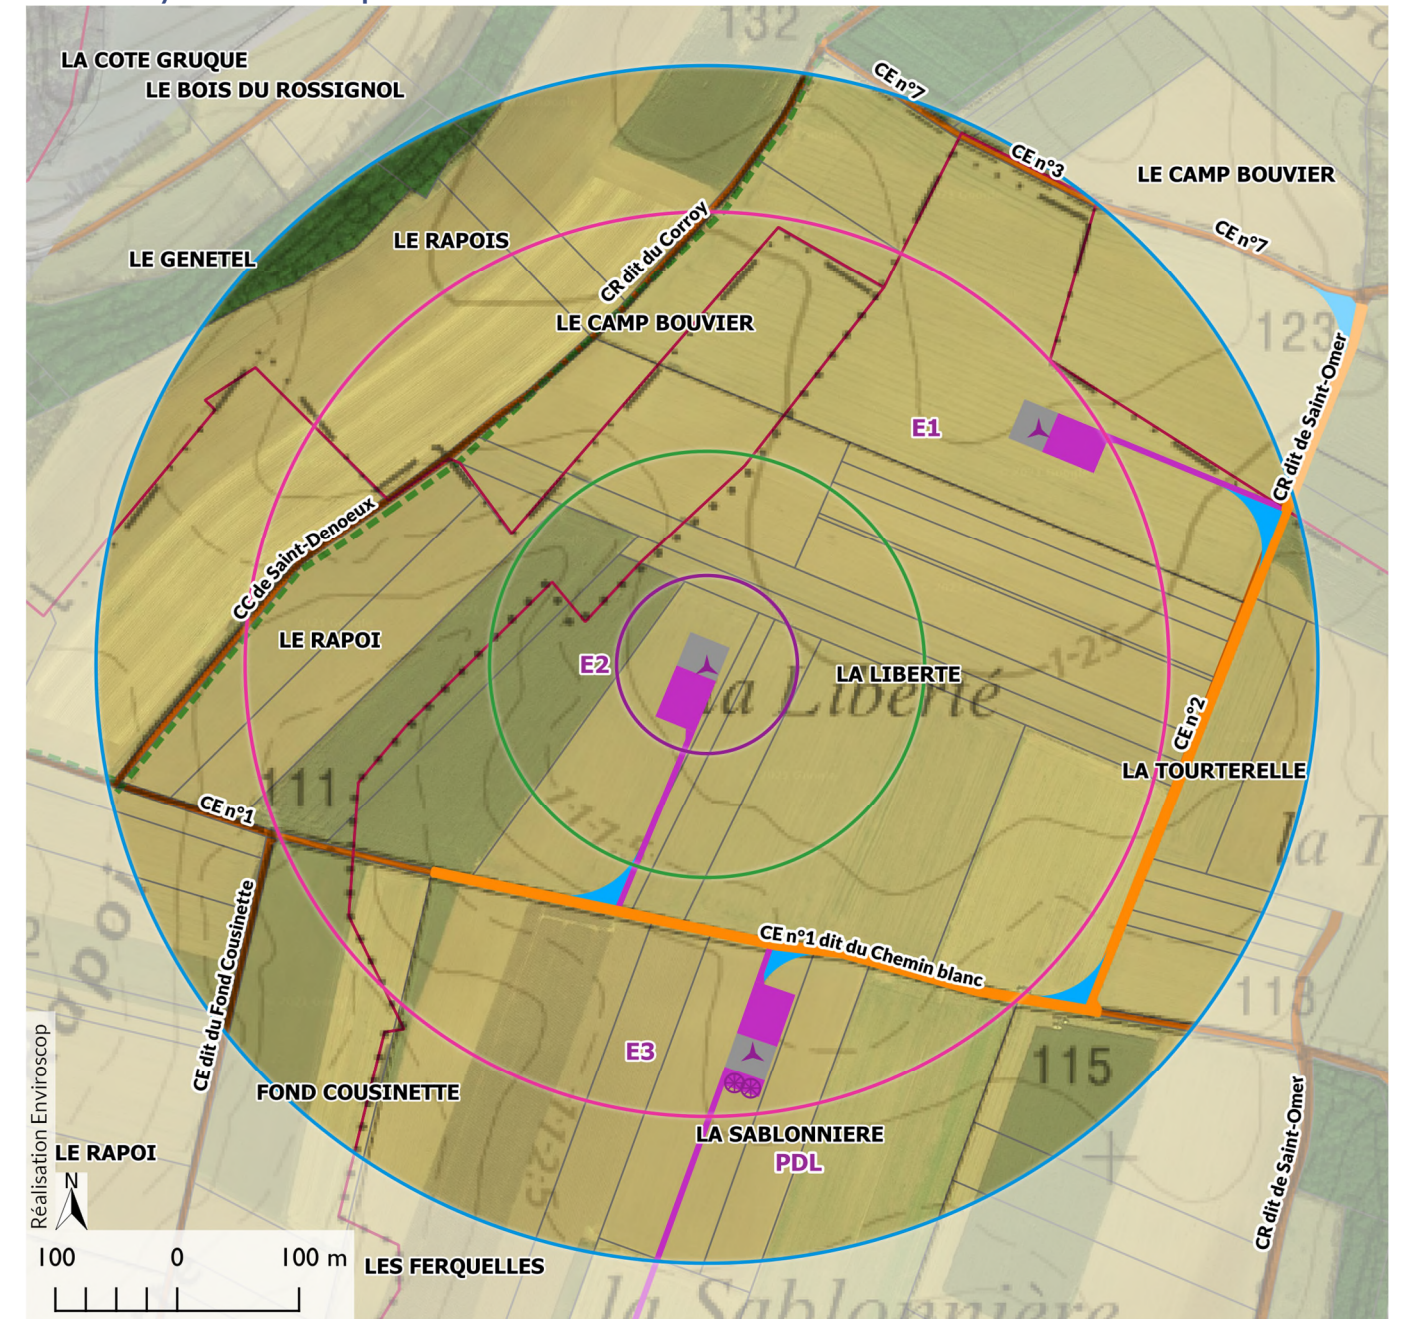 132
LA COTE GRUQUE
LE BOIS DU ROSSIGNOL
CE n°7
CE n°3
LE CAMP BOUVIER
CE n°7
LE GENETEL
LE RAPOIS
CR dit du Corroy
LE CAMP BOUVIER
123
CR dit de Saint-Omer
E1
CC de Saint-Denoeux
LE RAPOI
E2
LA LIBERTE
la Liberté
1-25
CE n°2
LA TOURTERELLE
111
CE n°1
la T
CE dit du Fond Cousinette
CE n°1 dit du Chemin blanc
apoi
113
115
E3
FOND COUSINETTE
LA SABLONNIERE
PDL
LE RAPOI
CR dit de Saint-Omer
Réalisation Enviroscop
N
100 0 100 m
LES FERQUELLES
la Sablonnière